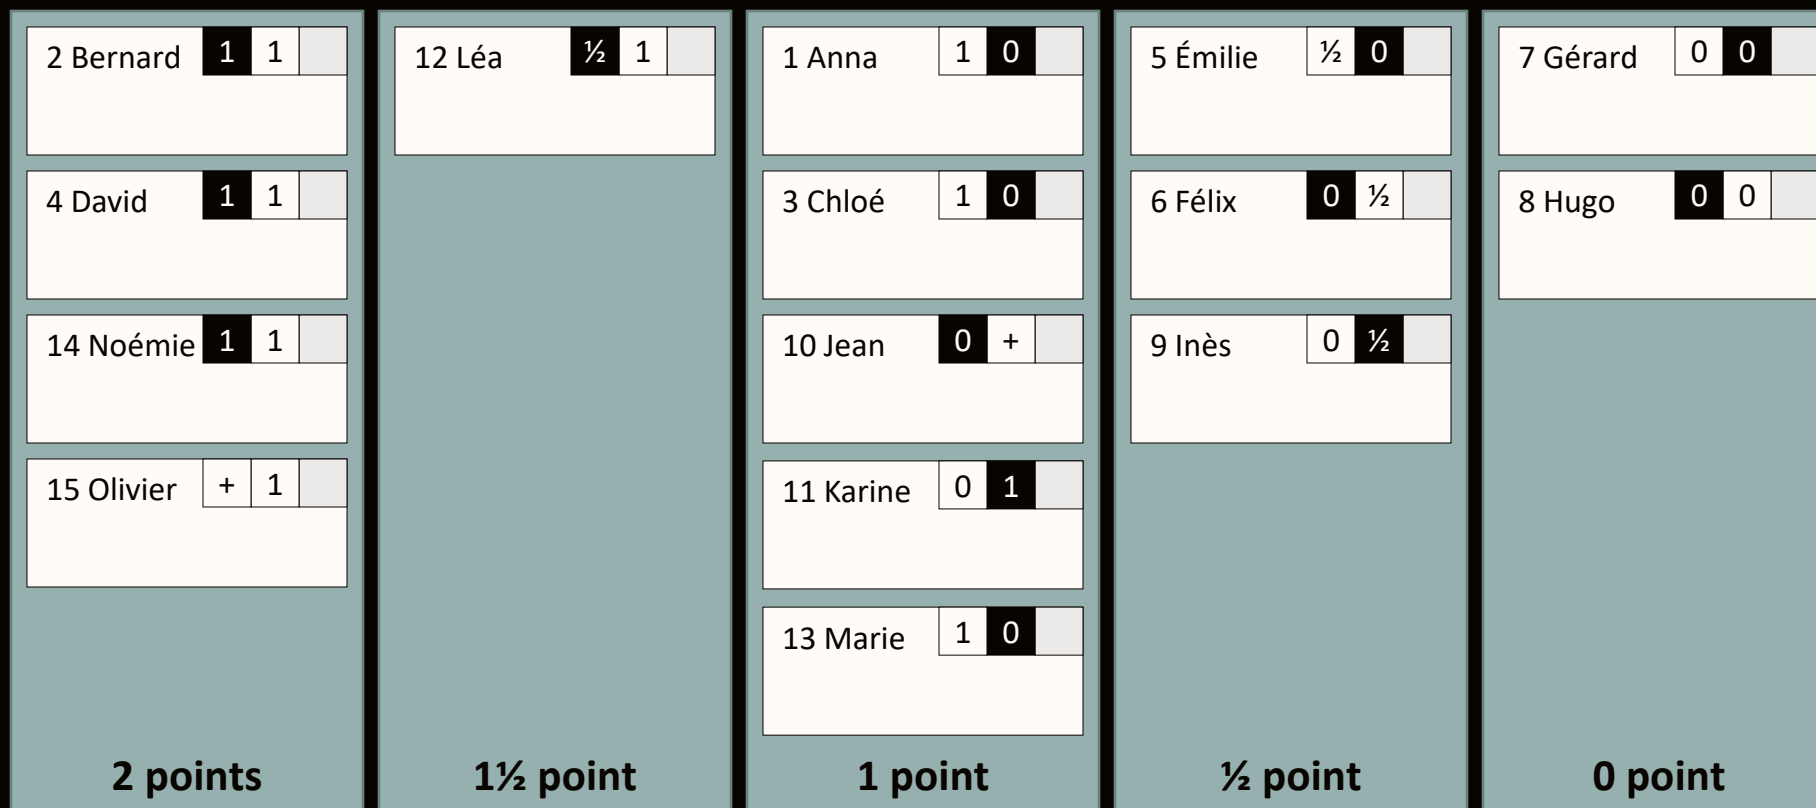 2 Bernard 1 1
4 David 1 1
14 Noémie 1 1
15 Olivier + 1
2 points
12 Léa ½ 1
1½ point
1 Anna 1 0
3 Chloé 1 0
10 Jean 0 +
11 Karine 0 1
13 Marie 1 0
1 point
5 Émilie ½ 0
6 Félix 0 ½
9 Inès 0 ½
½ point
7 Gérard 0 0
8 Hugo 0 0
0 point